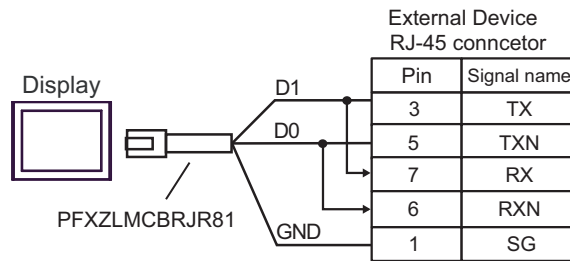 External Device
RJ-45 conncetor
Display
Pin Signal name
D1
3 TX
D0
5 TXN
7 RX
6 RXN
PFXZLMCBRJR81
GND
1 SG